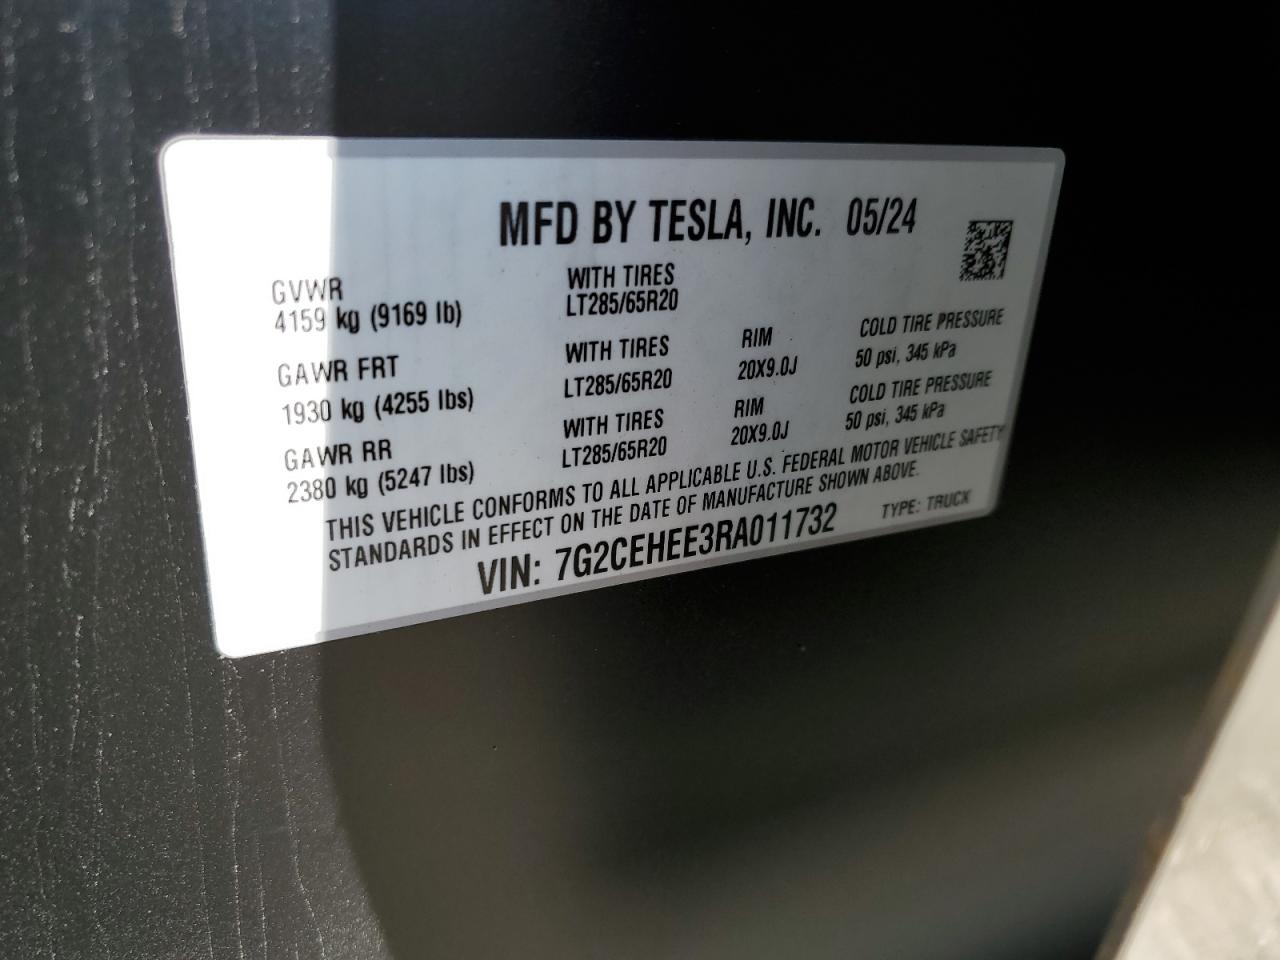 MFD BY TESLA, INC. 05/24
GVWR
4159 kg (9169 lb)
WITH TIRES
LT285/65R20
GAWR FRT
1930 kg (4255 lbs)
WITH TIRES
LT285/65R20
RIM
20X9.0J
COLD TIRE PRESSURE
50 psi, 345 kPa
GAWR RR
2380 kg (5247 lbs)
WITH TIRES
LT285/65R20
RIM
20X9.0J
COLD TIRE PRESSURE
50 psi, 345 kPa
THIS VEHICLE CONFORMS TO ALL APPLICABLE U.S. FEDERAL MOTOR VEHICLE SAFETY
STANDARDS IN EFFECT ON THE DATE OF MANUFACTURE SHOWN ABOVE.
VIN: 7G2CEHEE3RA011732
TYPE: TRUCK